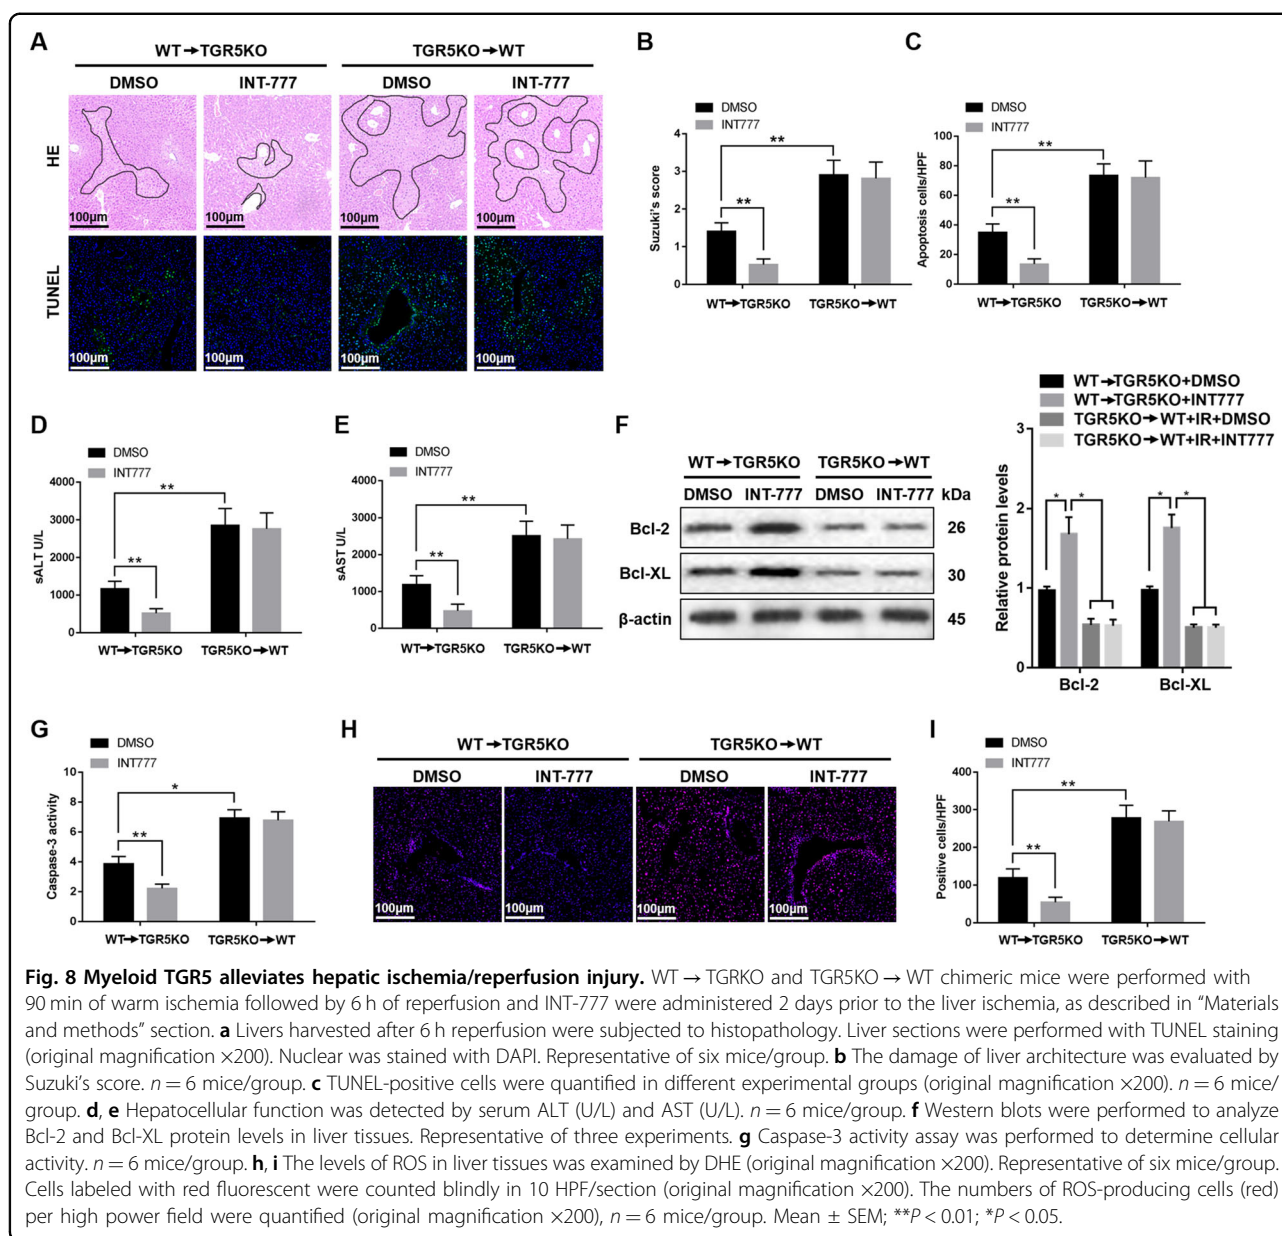 A
WT→TGR5KO
TGR5KO→WT
DMSO
INT-777
DMSO
INT-777
HE
100μm
100μm
100μm
100μm
TUNEL
100μm
100μm
100μm
100μm
B
DMSO
INT777
Suzuki's score
4
3
2
1
0
**
**
WT→TGR5KO
TGR5KO→WT
C
DMSO
INT777
Apoptosis cells/HPF
100
80
60
40
20
0
**
**
WT→TGR5KO
TGR5KO→WT
D
DMSO
INT777
sALT U/L
4000
3000
2000
1000
0
**
**
WT→TGR5KO
TGR5KO→WT
E
DMSO
INT777
sAST U/L
4000
3000
2000
1000
0
**
**
WT→TGR5KO
TGR5KO→WT
F
WT→TGR5KO
TGR5KO→WT
DMSO INT-777 DMSO INT-777 kDa
Bcl-2 26
Bcl-XL 30
β-actin 45
WT→TGR5KO+DMSO
WT→TGR5KO+INT777
TGR5KO→WT+IR+DMSO
TGR5KO→WT+IR+INT777
Relative protein levels
3
2
1
0
* *
* *
Bcl-2
Bcl-XL
G
DMSO
INT777
Caspase-3 activity
10
8
6
4
2
0
*
**
WT→TGR5KO
TGR5KO→WT
H
WT→TGR5KO
TGR5KO→WT
DMSO
INT-777
DMSO
INT-777
100μm
100μm
100μm
100μm
I
DMSO
INT777
Positive cells/HPF
400
300
200
100
0
**
**
WT→TGR5KO
TGR5KO→WT
Fig. 8 Myeloid TGR5 alleviates hepatic ischemia/reperfusion injury. WT → TGRKO and TGR5KO → WT chimeric mice were performed with
90 min of warm ischemia followed by 6 h of reperfusion and INT-777 were administered 2 days prior to the liver ischemia, as described in “Materials
and methods” section. a Livers harvested after 6 h reperfusion were subjected to histopathology. Liver sections were performed with TUNEL staining
(original magnification ×200). Nuclear was stained with DAPI. Representative of six mice/group. b The damage of liver architecture was evaluated by
Suzuki’s score. n = 6 mice/group. c TUNEL-positive cells were quantified in different experimental groups (original magnification ×200). n = 6 mice/
group. d, e Hepatocellular function was detected by serum ALT (U/L) and AST (U/L). n = 6 mice/group. f Western blots were performed to analyze
Bcl-2 and Bcl-XL protein levels in liver tissues. Representative of three experiments. g Caspase-3 activity assay was performed to determine cellular
activity. n = 6 mice/group. h, i The levels of ROS in liver tissues was examined by DHE (original magnification ×200). Representative of six mice/group.
Cells labeled with red fluorescent were counted blindly in 10 HPF/section (original magnification ×200). The numbers of ROS-producing cells (red)
per high power field were quantified (original magnification ×200), n = 6 mice/group. Mean ± SEM; **P < 0.01; *P < 0.05.